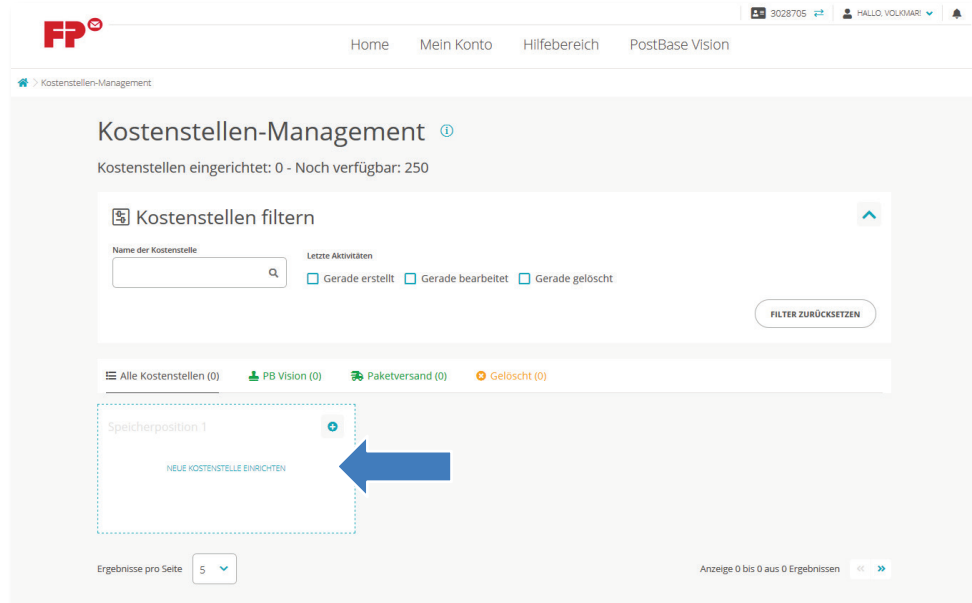 3028705
HALLO, VOLKMAR!
FP
Home Mein Konto Hilfebereich PostBase Vision
> Kostenstellen-Management
Kostenstellen-Management
Kostenstellen eingerichtet: 0 - Noch verfügbar: 250
Kostenstellen filtern
Name der Kostenstelle
Letzte Aktivitäten
Gerade erstellt Gerade bearbeitet Gerade gelöscht
FILTER ZURÜCKSETZEN
Alle Kostenstellen (0) PB Vision (0) Paketversand (0) Gelöscht (0)
Speicherposition 1
NEUE KOSTENSTELLE EINRICHTEN
Ergebnisse pro Seite 5 Anzeige 0 bis 0 aus 0 Ergebnissen « »